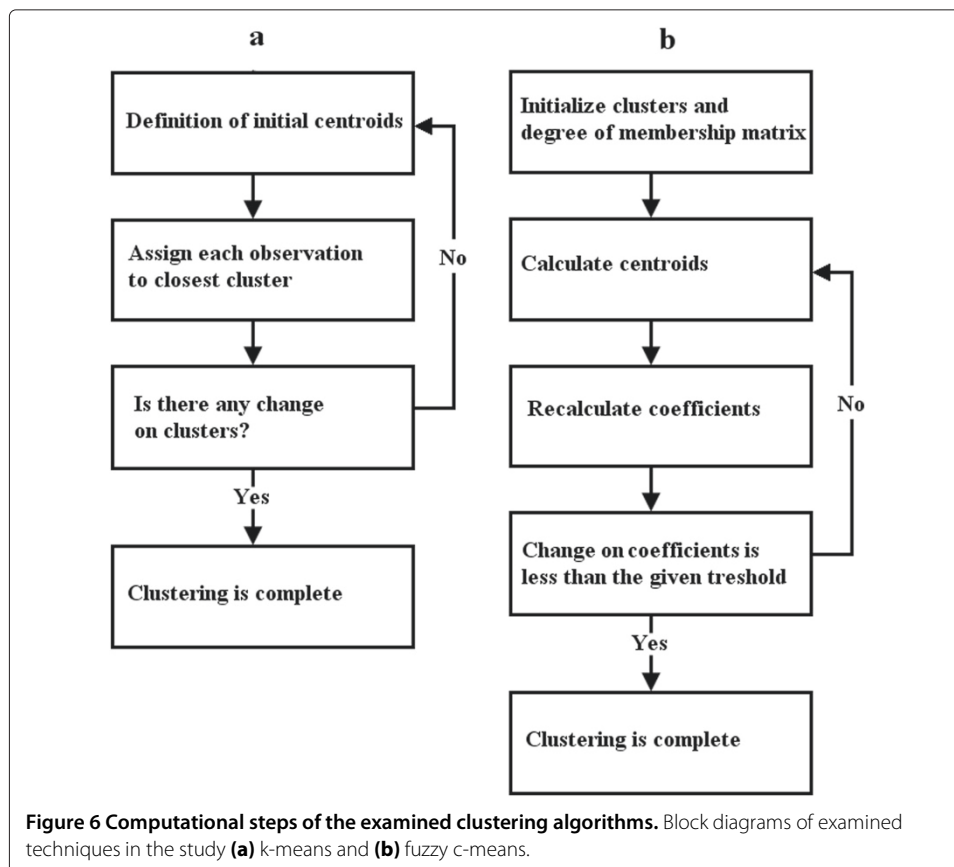 a
Definition of initial centroids
Assign each observation
to closest cluster
No
Is there any change
on clusters?
Yes
Clustering is complete
b
Initialize clusters and
degree of membership matrix
Calculate centroids
Recalculate coefficients
No
Change on coefficients is
less than the given treshold
Yes
Clustering is complete
Figure 6 Computational steps of the examined clustering algorithms. Block diagrams of examined
techniques in the study (a) k-means and (b) fuzzy c-means.